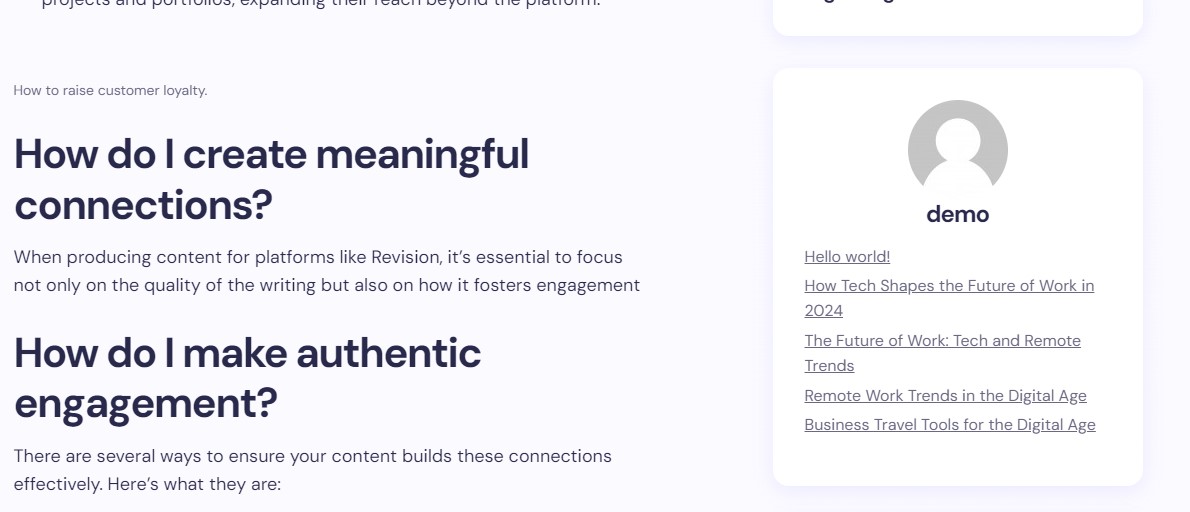 projects and portfolios, expanding their reach beyond the platform.
How to raise customer loyalty.
How do I create meaningful
connections?
When producing content for platforms like Revision, it’s essential to focus
not only on the quality of the writing but also on how it fosters engagement
How do I make authentic
engagement?
There are several ways to ensure your content builds these connections
effectively. Here’s what they are:
demo
Hello world!
How Tech Shapes the Future of Work in
2024
The Future of Work: Tech and Remote
Trends
Remote Work Trends in the Digital Age
Business Travel Tools for the Digital Age